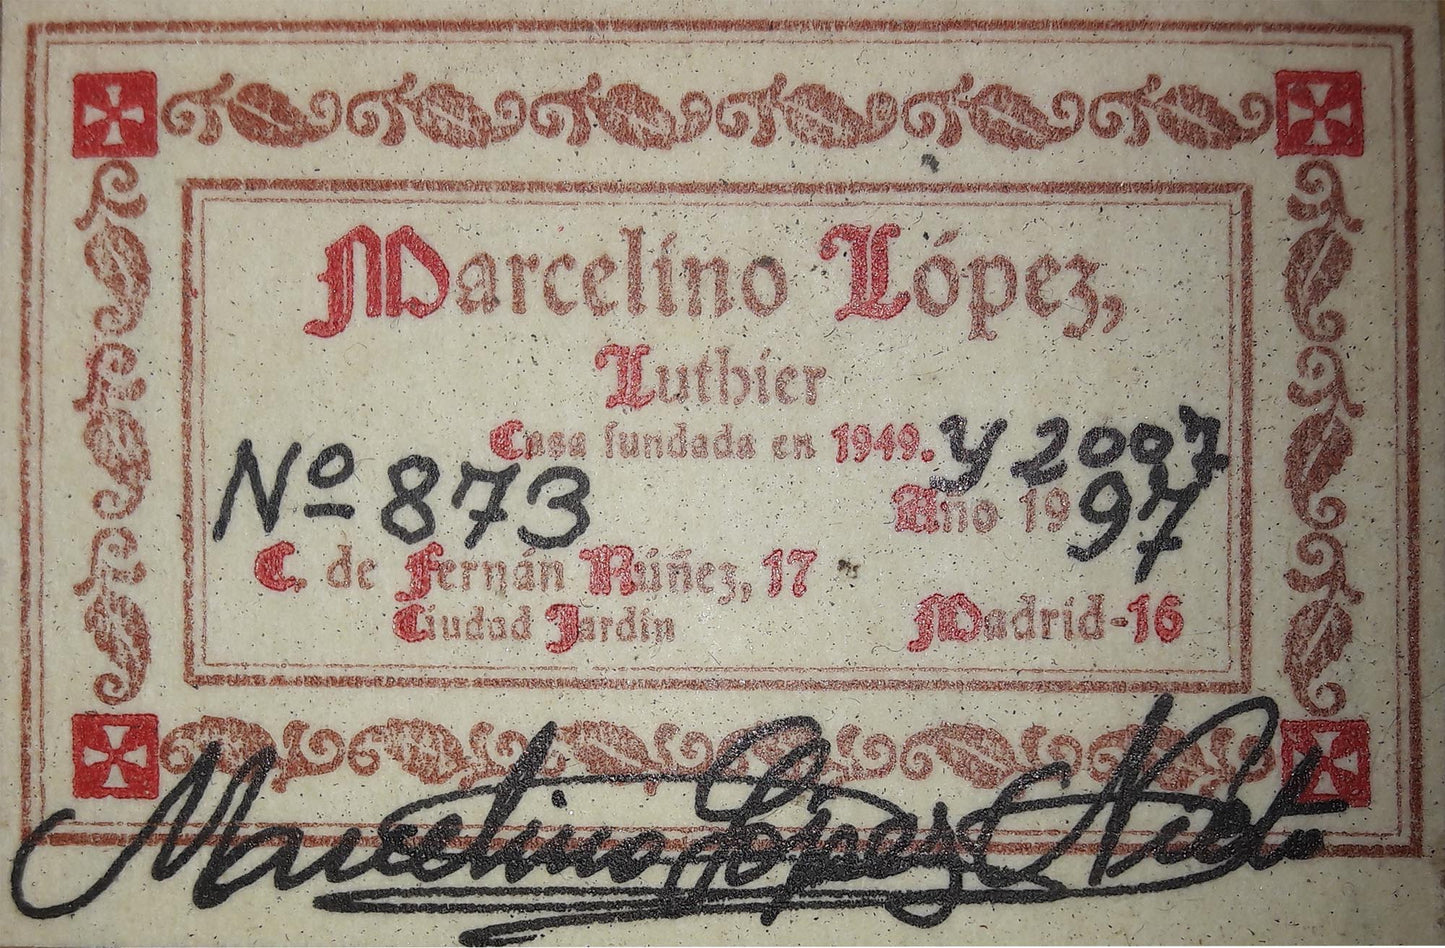 Marcelino López,
Luthier
Casa fundada en 1949. y 2007
Nº 873
Año 1997
C. de Fernán Núñez, 17
Ciudad Jardín
Madrid-16
Marcelino López Nieto